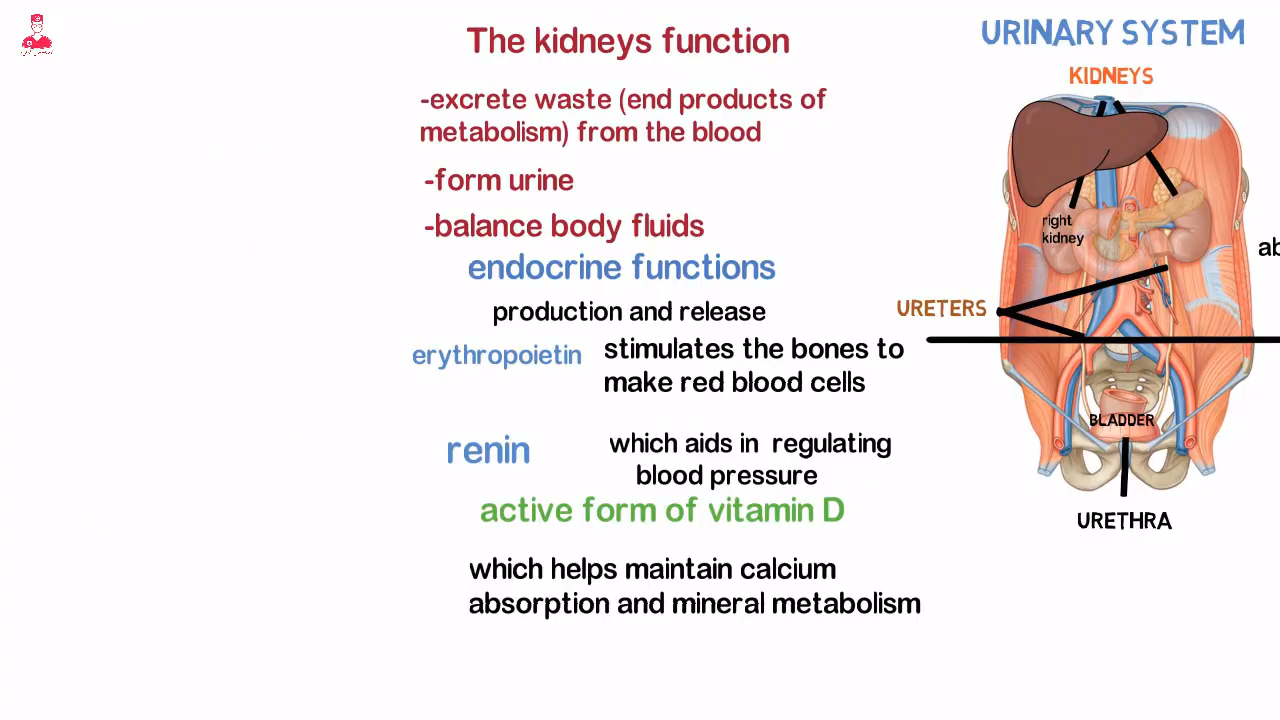 The kidneys function
-excrete waste (end products of
metabolism) from the blood
-form urine
-balance body fluids
endocrine functions
production and release
erythropoietin
stimulates the bones to
make red blood cells
renin
which aids in regulating
blood pressure
active form of vitamin D
which helps maintain calcium
absorption and mineral metabolism
URINARY SYSTEM
KIDNEYS
right
kidney
ab
URETERS
BLADDER
URETHRA